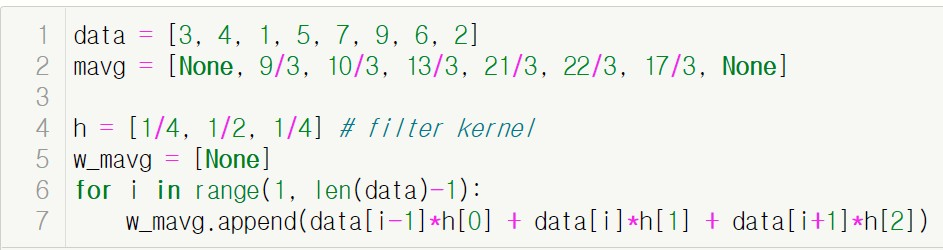 1 data = [3, 4, 1, 5, 7, 9, 6, 2]
2 mavg = [None, 9/3, 10/3, 13/3, 21/3, 22/3, 17/3, None]
3
4 h = [1/4, 1/2, 1/4] # filter kernel
5 w_mavg = [None]
6 for i in range(1, len(data)-1):
7     w_mavg.append(data[i-1]*h[0] + data[i]*h[1] + data[i+1]*h[2])